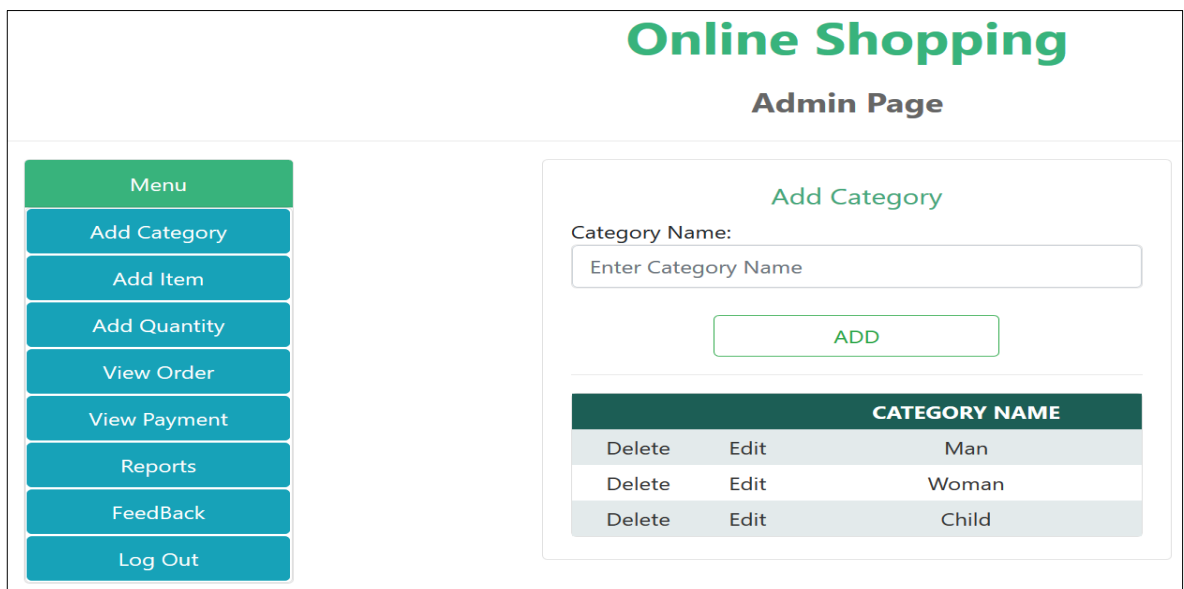 Online Shopping
Admin Page
Menu
Add Category
Add Item
Add Quantity
View Order
View Payment
Reports
FeedBack
Log Out
Add Category
Category Name:
Enter Category Name
ADD
CATEGORY NAME
Delete Edit Man
Delete Edit Woman
Delete Edit Child